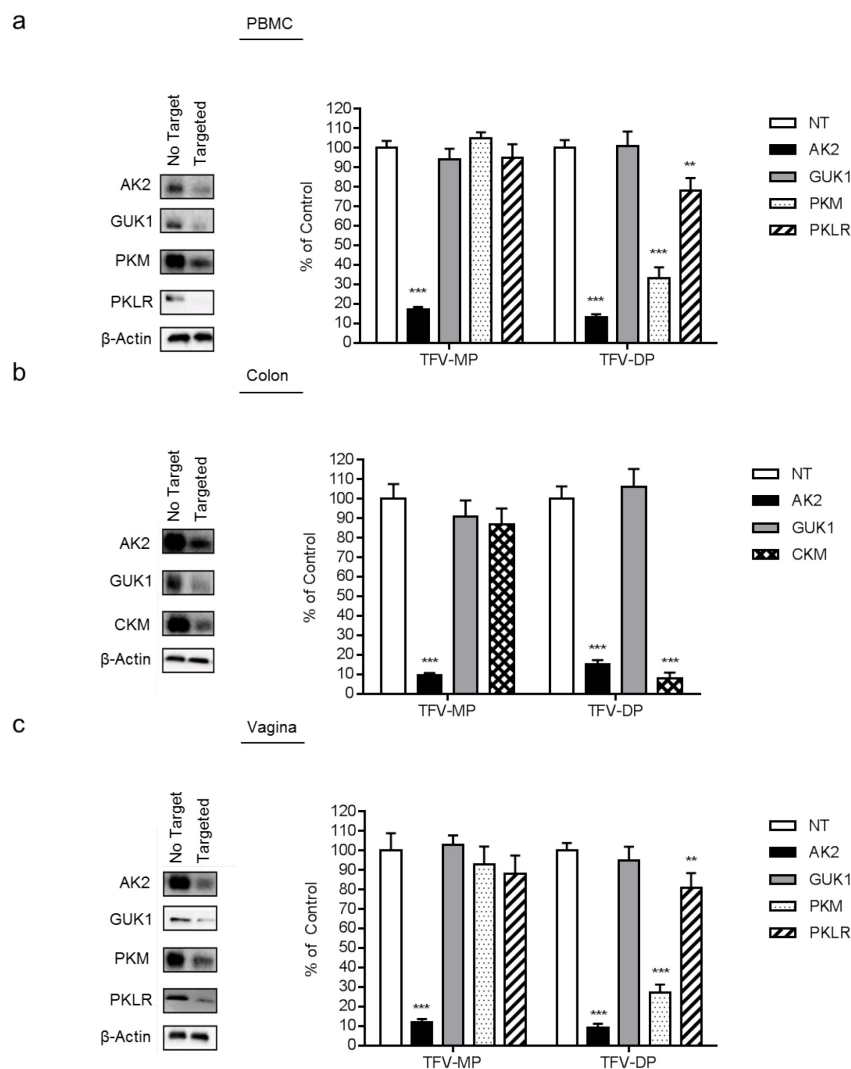 a
PBMC
No Target
Targeted
AK2
GUK1
PKM
PKLR
β-Actin
% of Control
120
110
100
90
80
70
60
50
40
30
20
10
0
***
***
***
**
TFV-MP
TFV-DP
NT
AK2
GUK1
PKM
PKLR
b
Colon
No Target
Targeted
AK2
GUK1
CKM
β-Actin
% of Control
120
110
100
90
80
70
60
50
40
30
20
10
0
***
***
***
TFV-MP
TFV-DP
NT
AK2
GUK1
CKM
c
Vagina
No Target
Targeted
AK2
GUK1
PKM
PKLR
β-Actin
% of Control
120
110
100
90
80
70
60
50
40
30
20
10
0
***
***
***
**
TFV-MP
TFV-DP
NT
AK2
GUK1
PKM
PKLR